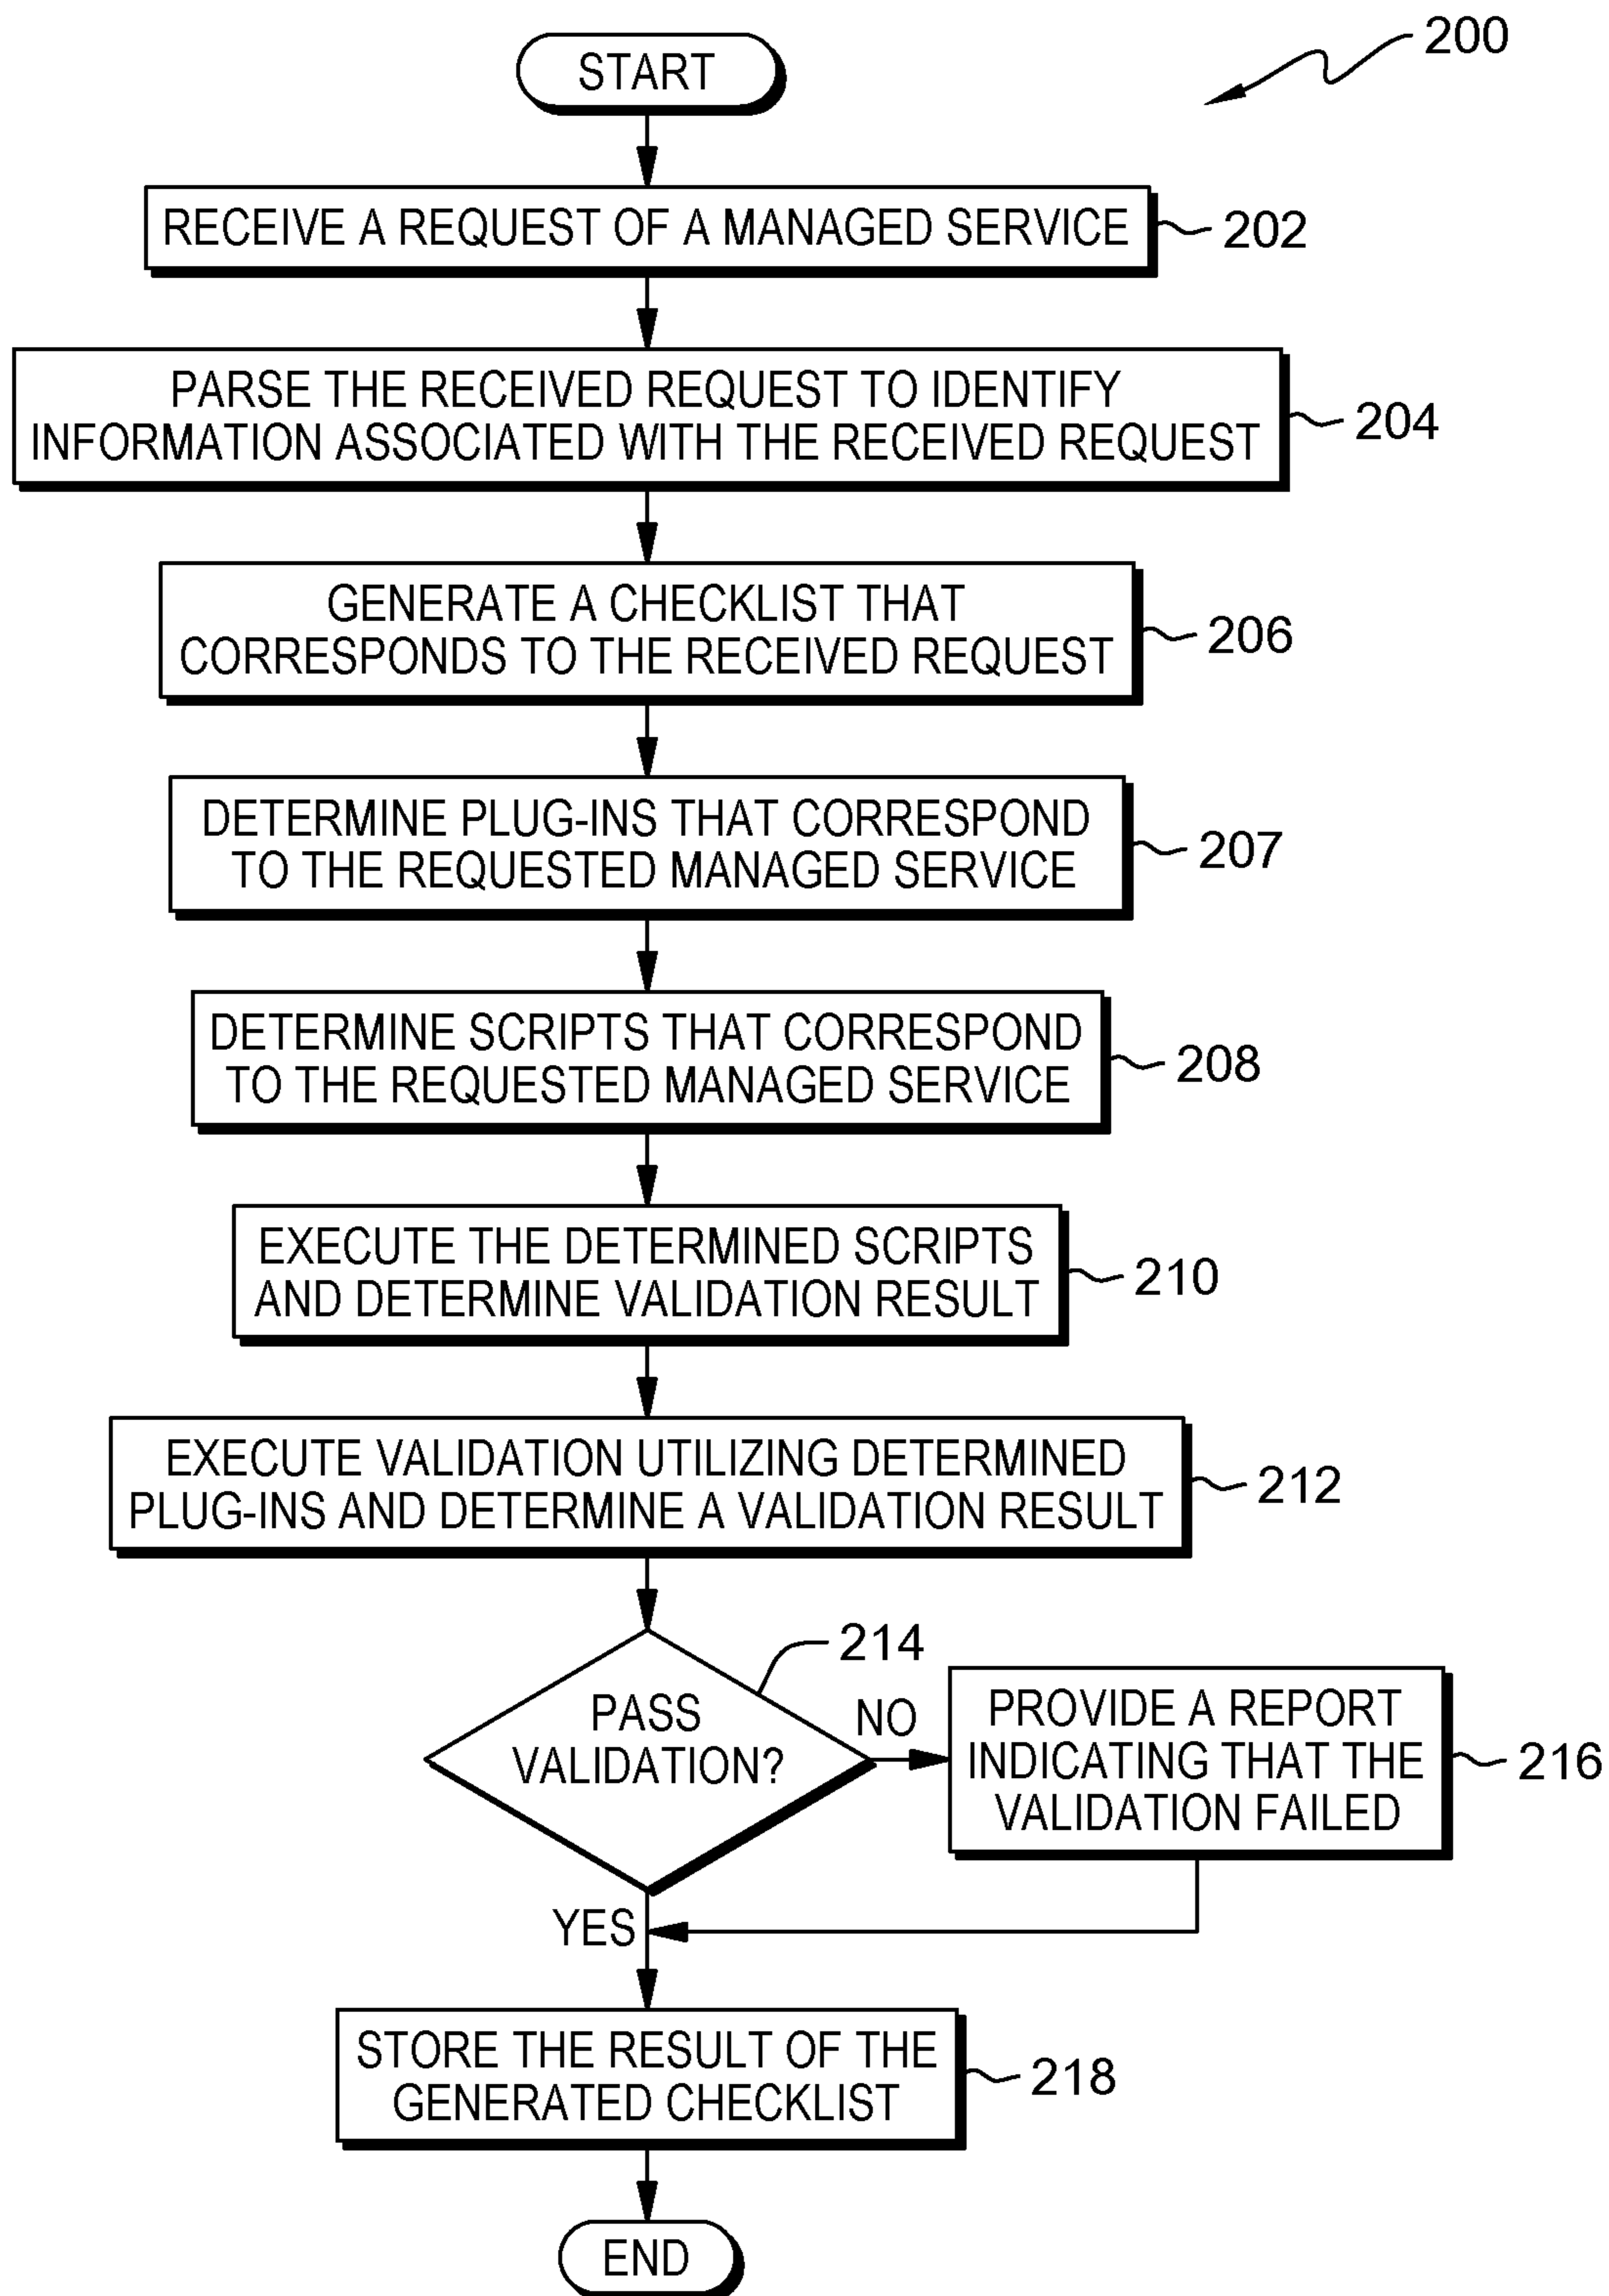 200
START
RECEIVE A REQUEST OF A MANAGED SERVICE
202
PARSE THE RECEIVED REQUEST TO IDENTIFY
INFORMATION ASSOCIATED WITH THE RECEIVED REQUEST
204
GENERATE A CHECKLIST THAT
CORRESPONDS TO THE RECEIVED REQUEST
206
DETERMINE PLUG-INS THAT CORRESPOND
TO THE REQUESTED MANAGED SERVICE
207
DETERMINE SCRIPTS THAT CORRESPOND
TO THE REQUESTED MANAGED SERVICE
208
EXECUTE THE DETERMINED SCRIPTS
AND DETERMINE VALIDATION RESULT
210
EXECUTE VALIDATION UTILIZING DETERMINED
PLUG-INS AND DETERMINE A VALIDATION RESULT
212
214
PASS
VALIDATION?
NO
PROVIDE A REPORT
INDICATING THAT THE
VALIDATION FAILED
216
YES
STORE THE RESULT OF THE
GENERATED CHECKLIST
218
END